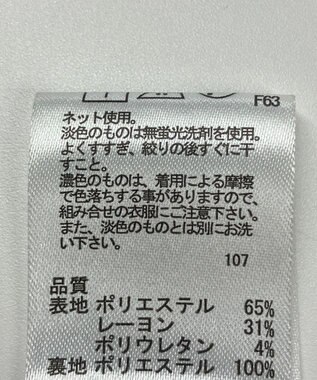 F63
ネット使用。
淡色のものは無蛍光洗剤を使用。
よくすすぎ、絞りの後すぐに干
すこと。
濃色のものは、着用による摩擦
で色落ちする事がありますので、
組み合せの衣服にご注意下さい。
また、淡色のものとは別にお洗
い下さい。
107
品質
表地 ポリエステル 65%
レーヨン 31%
ポリウレタン 4%
裏地 ポリエステル 100%